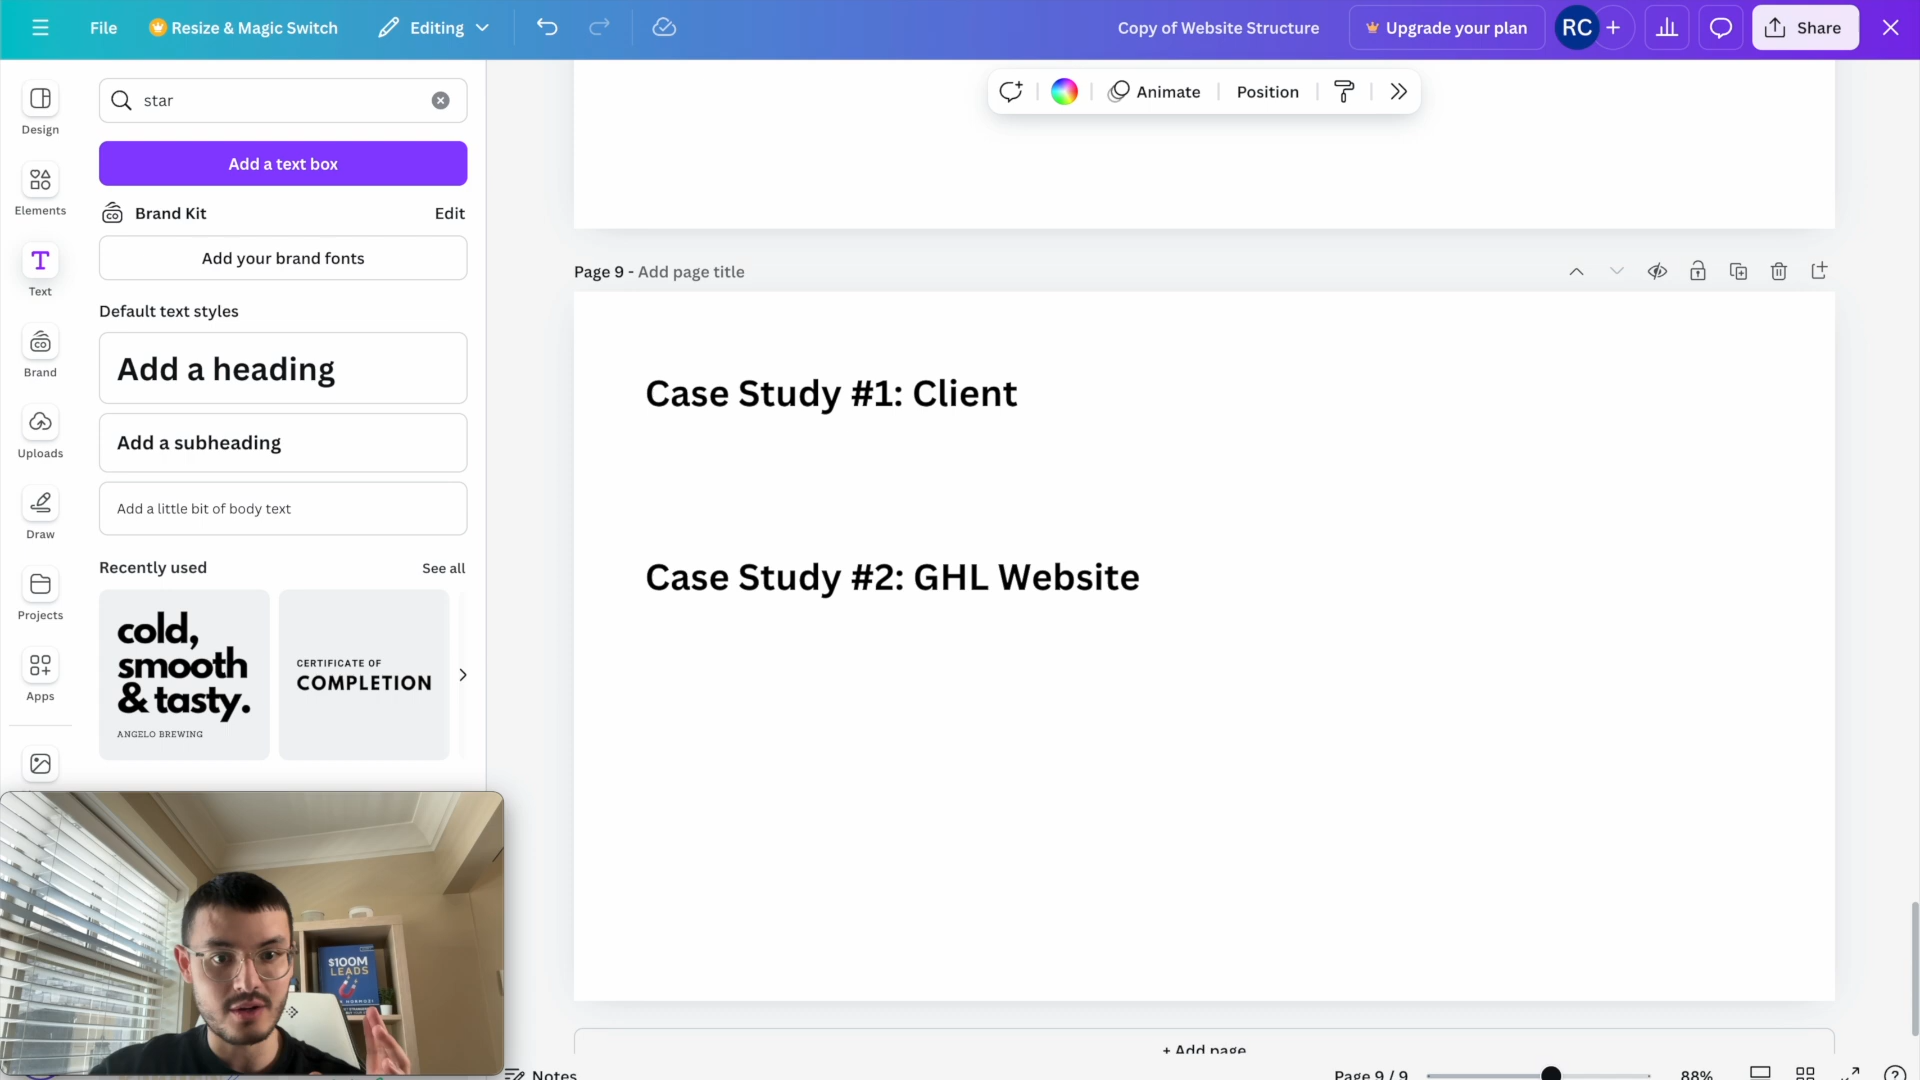 File
Resize & Magic Switch
Editing
Copy of Website Structure
Upgrade your plan
RC
Share
star
Add a text box
Brand Kit
Edit
Add your brand fonts
Default text styles
Add a heading
Add a subheading
Add a little bit of body text
Recently used
See all
cold,
smooth
& tasty.
ANGELO BREWING
CERTIFICATE OF
COMPLETION
Design
Elements
Text
Brand
Uploads
Draw
Projects
Apps
Animate
Position
Page 9 - Add page title
Case Study #1: Client
Case Study #2: GHL Website
+ Add page
Notes
Page 9 / 9
88%
$100M
LEADS